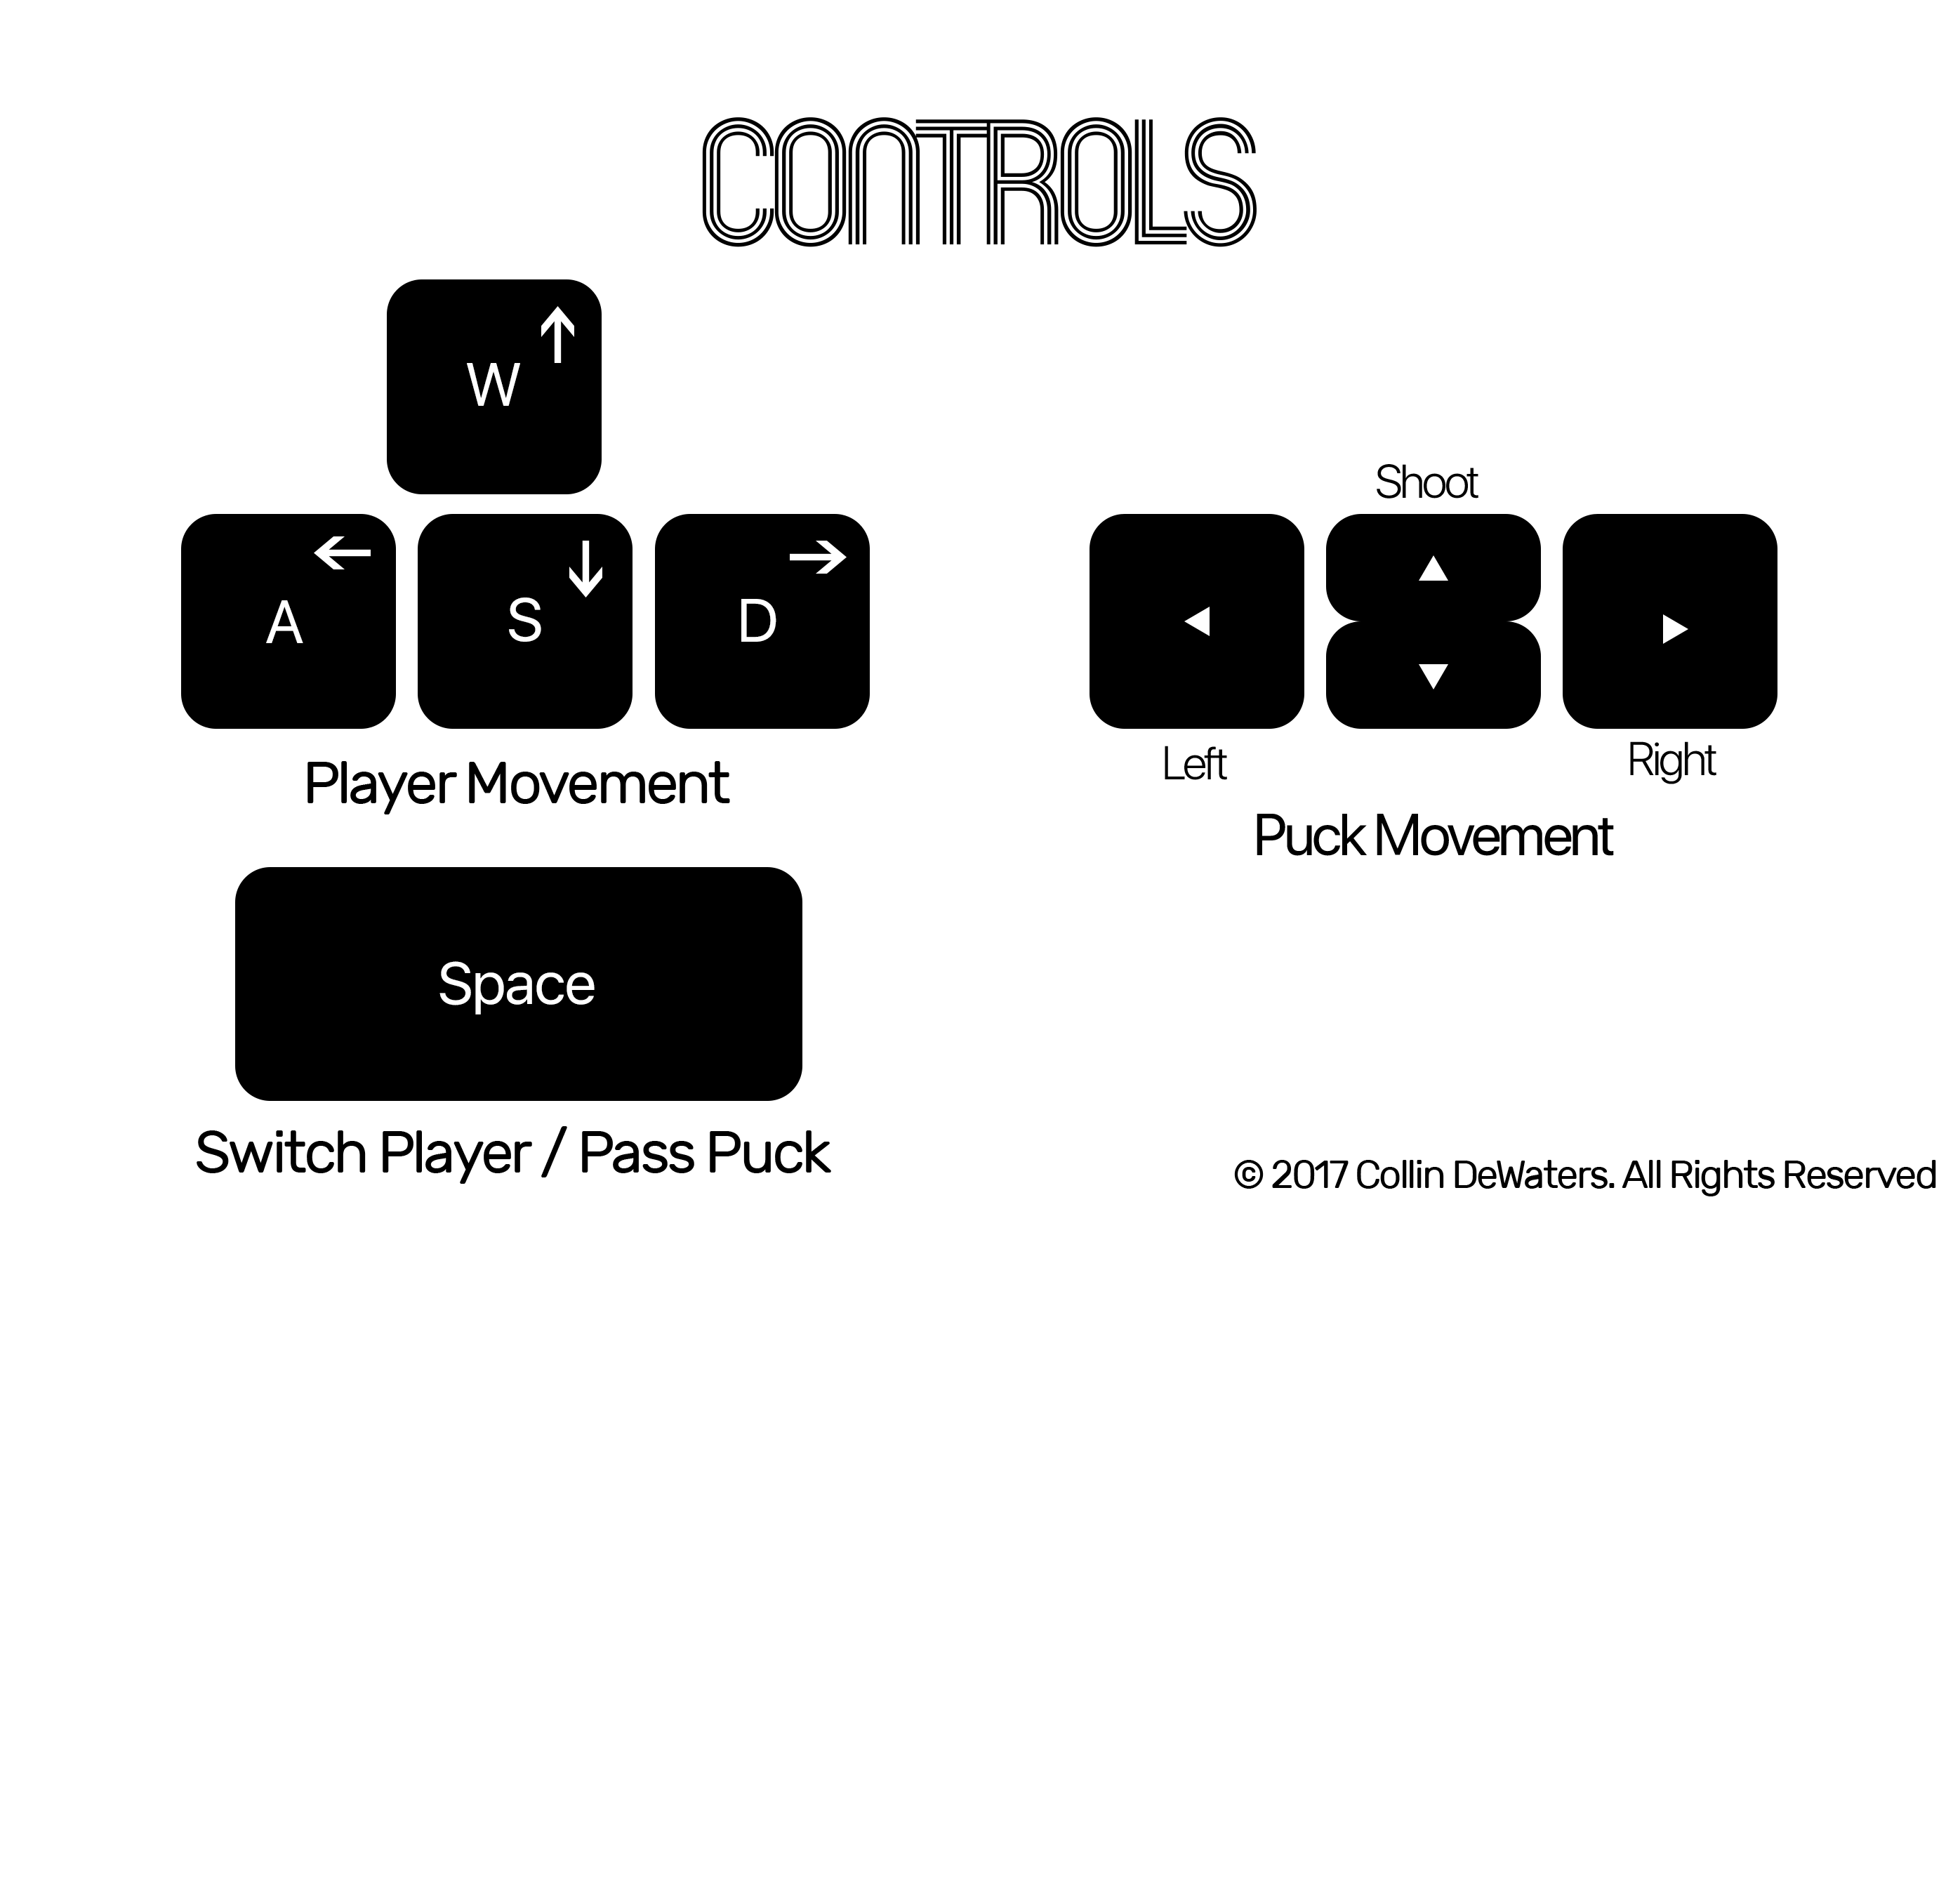 CONTROLS
W
A S D
Player Movement
Shoot
Left
Right
Puck Movement
Space
Switch Player / Pass Puck
© 2017 Collin DeWaters. All Rights Reserved